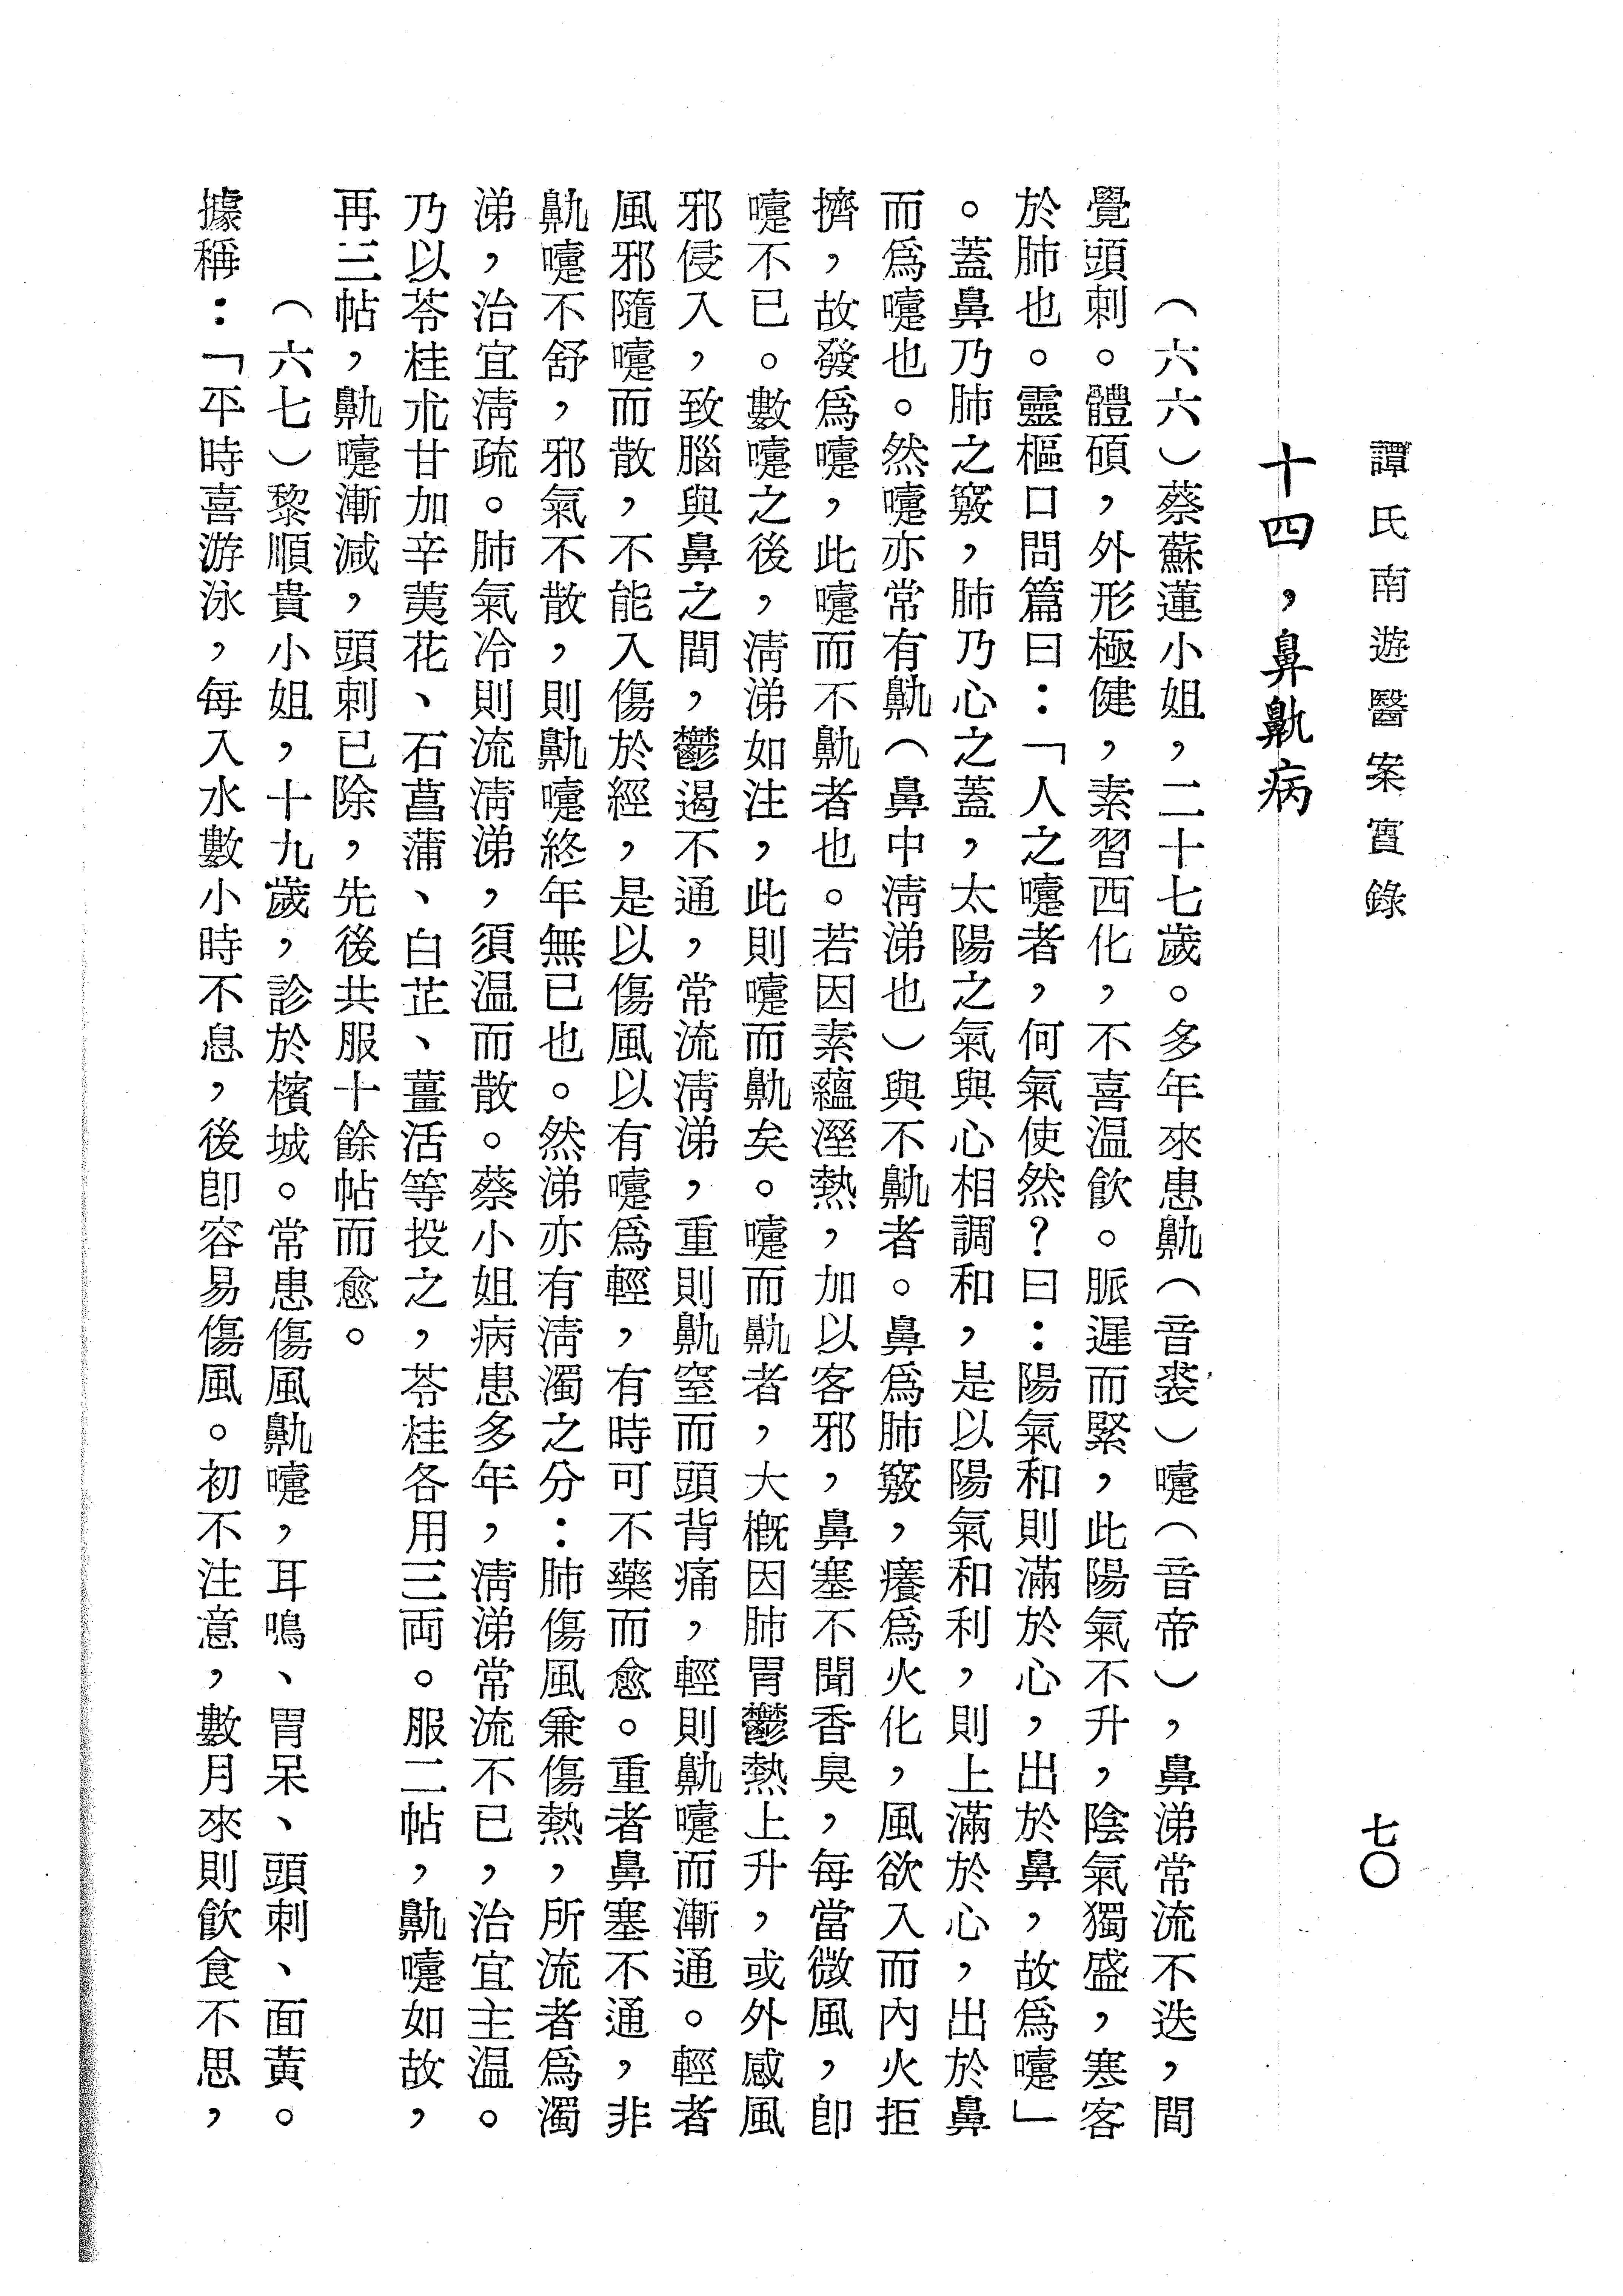 譚氏南遊醫案實錄
七〇
十四，鼻鼽病
（六六）蔡蘇蓮小姐，二十七歲。多年來患鼽（音裘）嚏（音帝），鼻涕常流不迭，間
覺頭刺。體碩，外形極健，素習西化，不喜温飲。脈遲而緊，此陽氣不升，陰氣獨盛，寒客
於肺也。靈樞口問篇曰：「人之嚏者，何氣使然？曰：陽氣和則滿於心，出於鼻，故爲嚏」
。蓋鼻乃肺之竅，肺乃心之蓋，太陽之氣與心相調和，是以陽氣和利，則上滿於心，出於鼻
而爲嚏也。然嚏亦常有鼽（鼻中淸涕也）與不鼽者。鼻爲肺竅，癢爲火化，風欲入而內火拒
擠，故發爲嚏，此嚏而不鼽者也。若因素蘊溼熱，加以客邪，鼻塞不聞香臭，每當微風，卽
嚏不已。數嚏之後，淸涕如注，此則嚏而鼽矣。嚏而鼽者，大概因肺胃鬱熱上升，或外感風
邪侵入，致腦與鼻之間，鬱遏不通，常流淸涕，重則鼽窒而頭背痛，輕則鼽嚏而漸通。輕者
風邪隨嚏而散，不能入傷於經，是以傷風以有嚏爲輕，有時可不藥而愈。重者鼻塞不通，非
鼽嚏不舒，邪氣不散，則鼽嚏終年無已也。然涕亦有淸濁之分：肺傷風兼傷熱，所流者爲濁
涕，治宜淸疏。肺氣冷則流淸涕，須温而散。蔡小姐病患多年，淸涕常流不已，治宜主温。
乃以苓桂朮甘加辛荑花、石菖蒲、白芷、薑活等投之，苓桂各用三両。服二帖，鼽嚏如故，
再三帖，鼽嚏漸減，頭刺已除，先後共服十餘帖而愈。
（六七）黎順貴小姐，十九歲，診於檳城。常患傷風鼽嚏，耳鳴、胃呆、頭刺、面黃。
據稱：「平時喜游泳，每入水數小時不息，後卽容易傷風。初不注意，數月來則飮食不思，